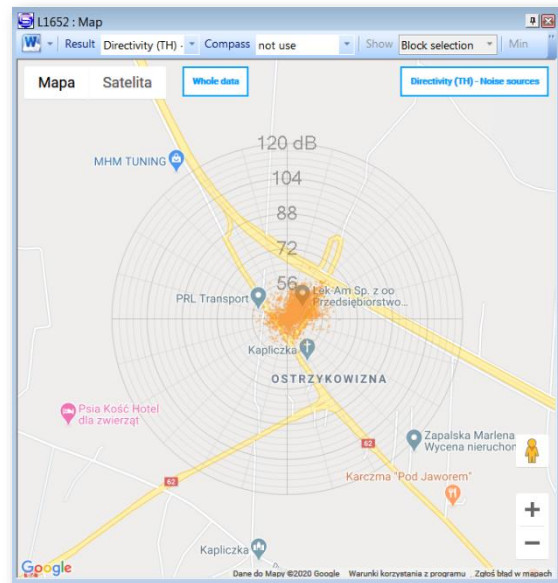 L1652 : Map
Result Directivity (TH) - Compass not use Show Block selection Min
Mapa Satelita Whole data Directivity (TH) - Noise sources
120 dB
MHM TUNING
104
88
72
56
Lek-Am Sp. z oo
Przedsiębiorstwo...
PRL Transport
Kapliczka
OSTRZYKOWIZNA
Psia Kość Hotel
dla zwierząt
Zapalska Marlena
Wycena nieruchom
62
Karczma "Pod Jaworem"
62
Kapliczka
Google Dane do Mapy ©2020 Google Warunki korzystania z programu Zgłoś błąd w mapach